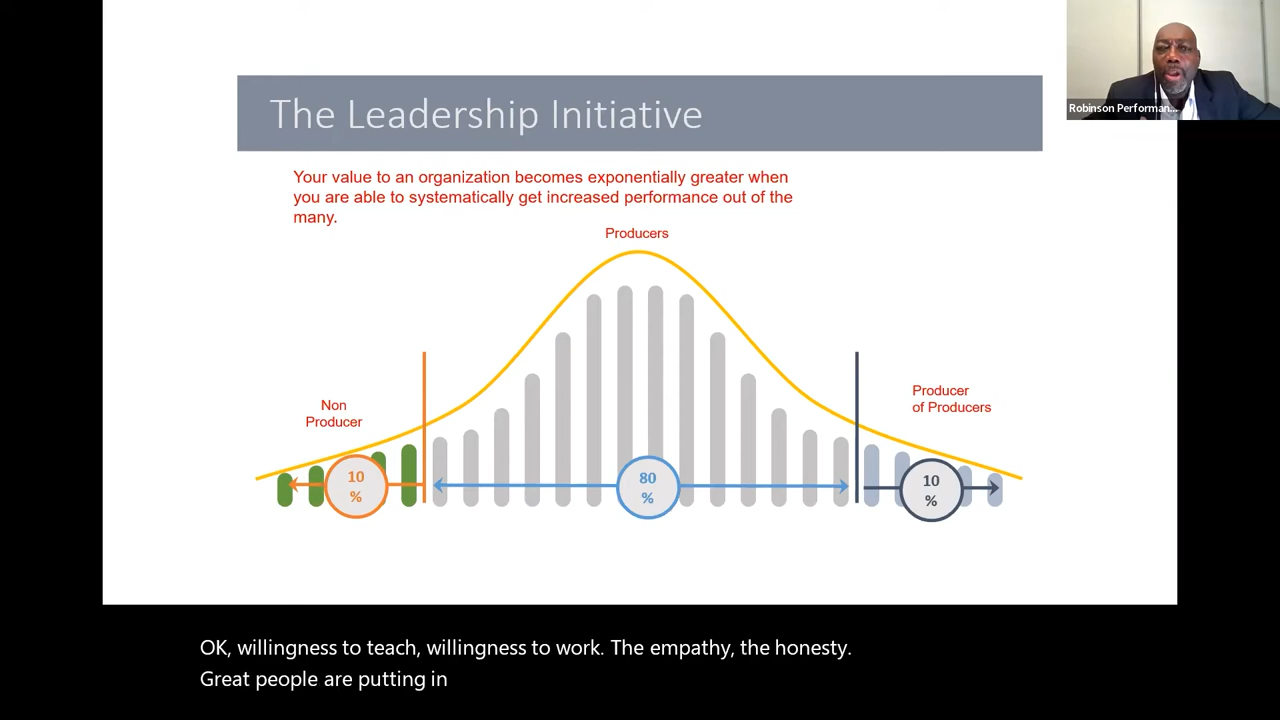 The Leadership Initiative
Robinson Performan...
Your value to an organization becomes exponentially greater when
you are able to systematically get increased performance out of the
many.
Producers
Non
Producer
Producer
of Producers
10
%
80
%
10
%
OK, willingness to teach, willingness to work. The empathy, the honesty.
Great people are putting in